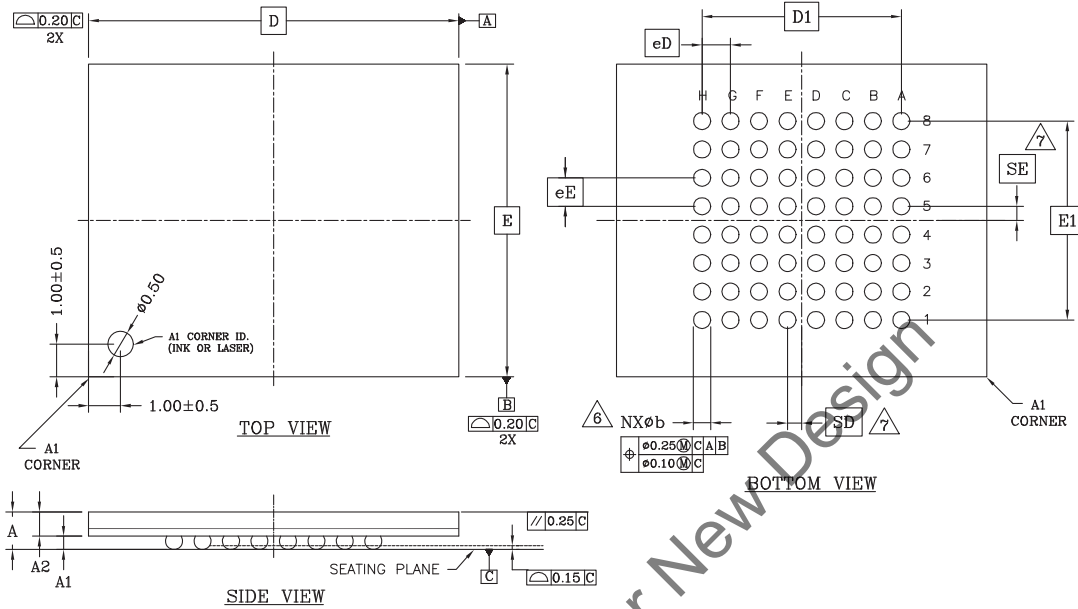 ⌓ 0.20 C
2X
D
A
E
1.00±0.5
ø0.50
A1 CORNER ID.
(INK OR LASER)
1.00±0.5
A1
CORNER
TOP VIEW
B
⌓ 0.20 C
2X
D1
eD
H G F E D C B A
8
7
6
5
4
3
2
1
7
SE
eE
E1
6 NXøb
⌖ ø0.25Ⓜ C A B
ø0.10Ⓜ C
SD 7
A1
CORNER
BOTTOM VIEW
A
A2
A1
// 0.25 C
SEATING PLANE
C
⌓ 0.15 C
SIDE VIEW
r New Design